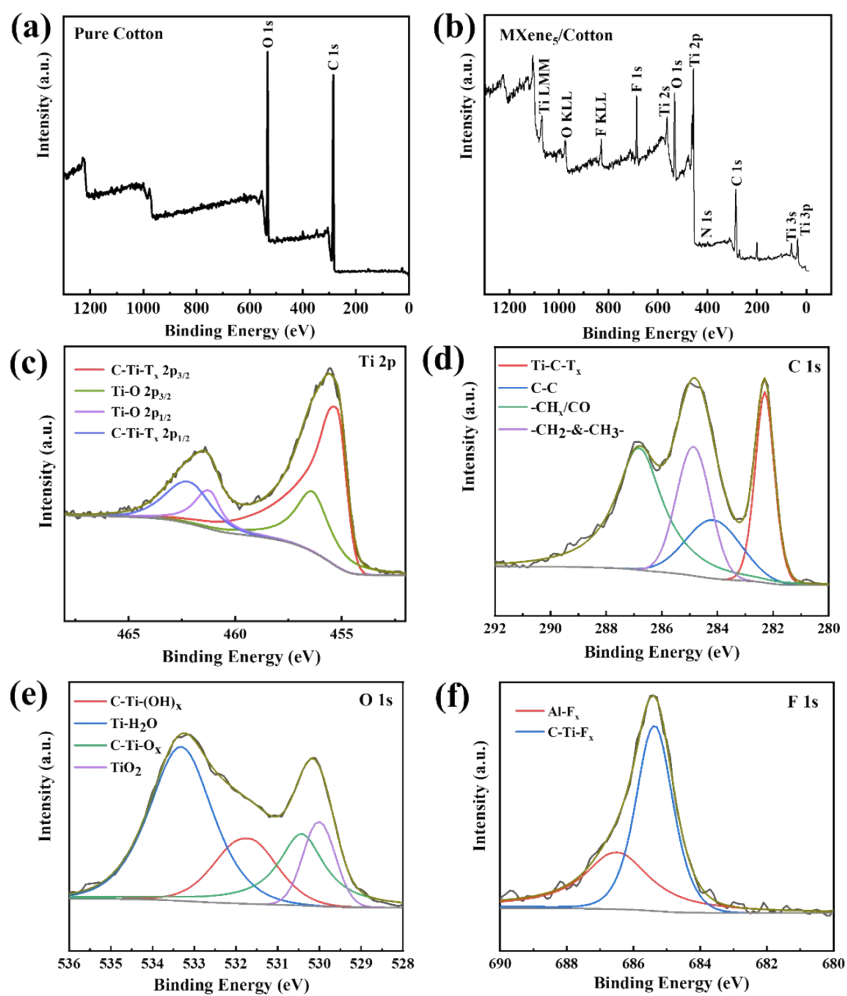 (a)
Pure Cotton
O 1s
C 1s
Intensity (a.u.)
1200 1000 800 600 400 200 0
Binding Energy (eV)
(b)
MXene₅/Cotton
Ti LMM
O KLL
F KLL
F 1s
Ti 2s
O 1s
Ti 2p
N 1s
C 1s
Ti 3s
Ti 3p
Intensity (a.u.)
1200 1000 800 600 400 200 0
Binding Energy (eV)
(c)
Ti 2p
C-Ti-Tₓ 2p₃/₂
Ti-O 2p₃/₂
Ti-O 2p₁/₂
C-Ti-Tₓ 2p₁/₂
Intensity (a.u.)
465 460 455
Binding Energy (eV)
(d)
C 1s
Ti-C-Tₓ
C-C
-CHₓ/CO
-CH₂-&-CH₃-
Intensity (a.u.)
292 290 288 286 284 282 280
Binding Energy (eV)
(e)
O 1s
C-Ti-(OH)ₓ
Ti-H₂O
C-Ti-Oₓ
TiO₂
Intensity (a.u.)
536 535 534 533 532 531 530 529 528
Binding Energy (eV)
(f)
F 1s
Al-Fₓ
C-Ti-Fₓ
Intensity (a.u.)
690 688 686 684 682 680
Binding Energy (eV)